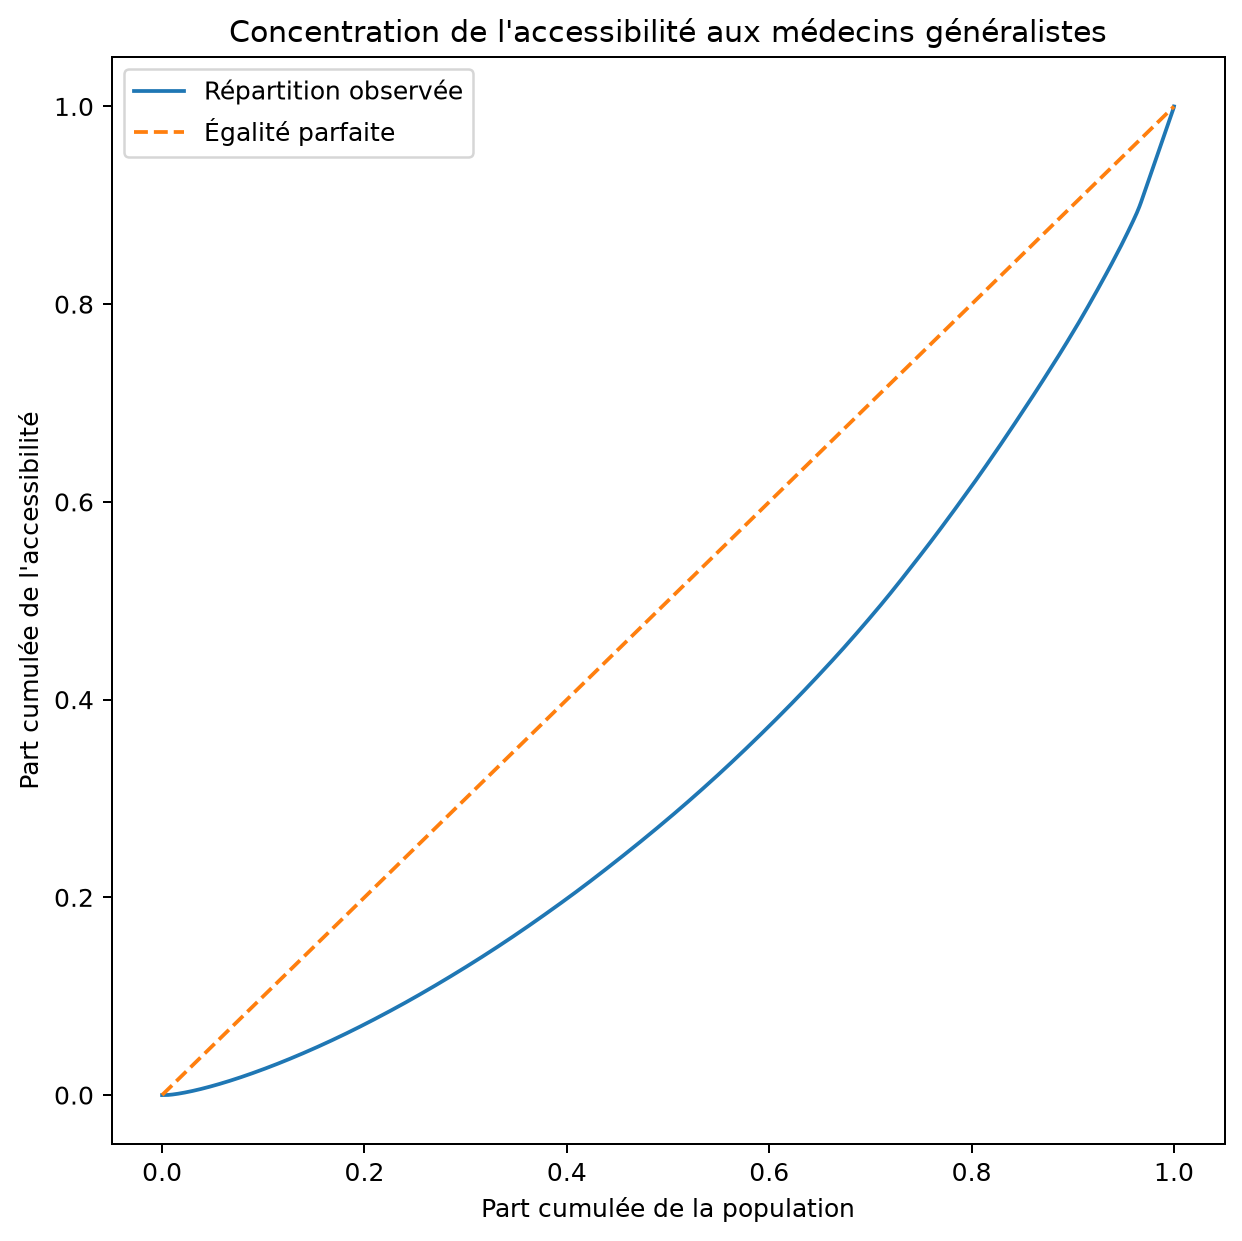 Concentration de l'accessibilité aux médecins généralistes
Répartition observée
Égalité parfaite
1.0
0.8
0.6
0.4
0.2
0.0
Part cumulée de l'accessibilité
0.0 0.2 0.4 0.6 0.8 1.0
Part cumulée de la population